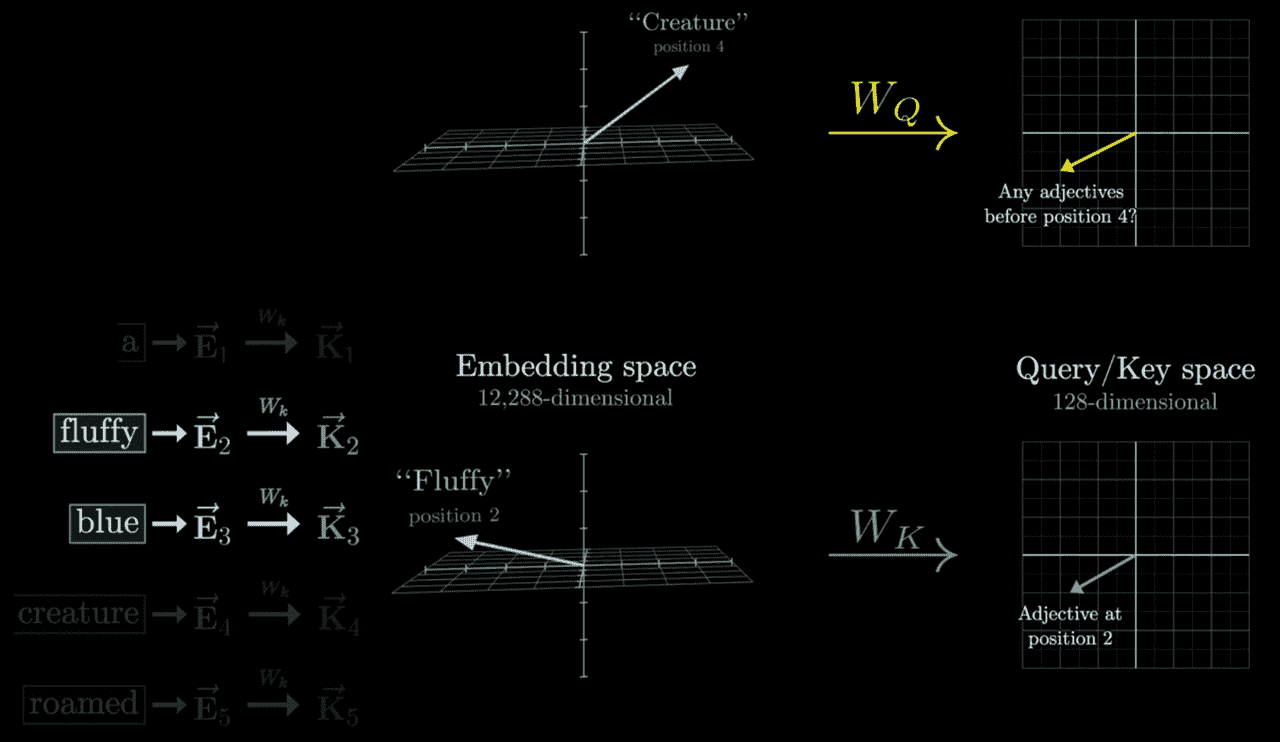 “Creature”
position 4
W_Q
Any adjectives
before position 4?
a → E⃗₁ W_k → K⃗₁
fluffy → E⃗₂ W_k → K⃗₂
blue → E⃗₃ W_k → K⃗₃
creature → E⃗₄ W_k → K⃗₄
roamed → E⃗₅ W_k → K⃗₅
Embedding space
12,288-dimensional
Query/Key space
128-dimensional
“Fluffy”
position 2
W_K
Adjective at
position 2